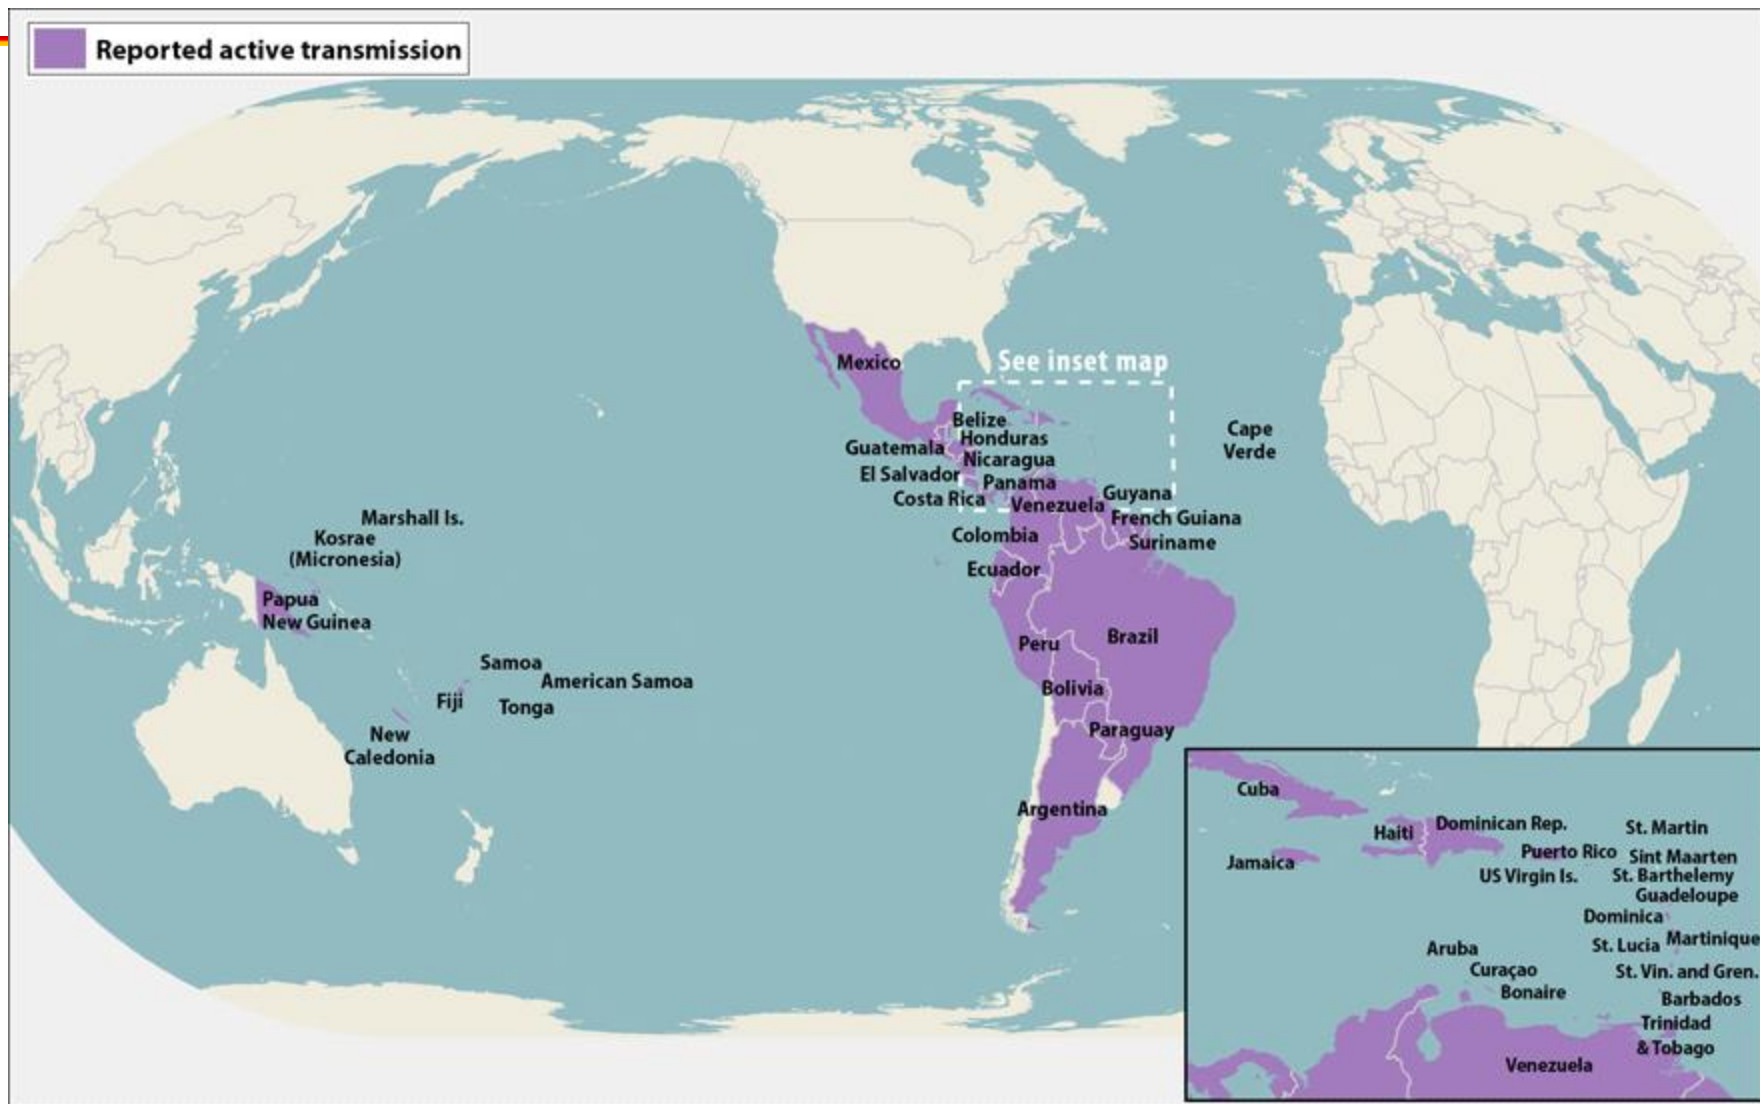 Reported active transmission
See inset map
Mexico
Belize
Honduras
Guatemala
Nicaragua
El Salvador
Panama
Costa Rica
Venezuela
Guyana
French Guiana
Suriname
Colombia
Ecuador
Peru
Brazil
Bolivia
Paraguay
Argentina
Cape
Verde
Marshall Is.
Kosrae
(Micronesia)
Papua
New Guinea
Samoa
American Samoa
Fiji
Tonga
New
Caledonia
Cuba
Haiti
Dominican Rep.
Jamaica
Puerto Rico
US Virgin Is.
St. Martin
Sint Maarten
St. Barthelemy
Guadeloupe
Dominica
Martinique
St. Lucia
St. Vin. and Gren.
Barbados
Trinidad
& Tobago
Aruba
Curaçao
Bonaire
Venezuela